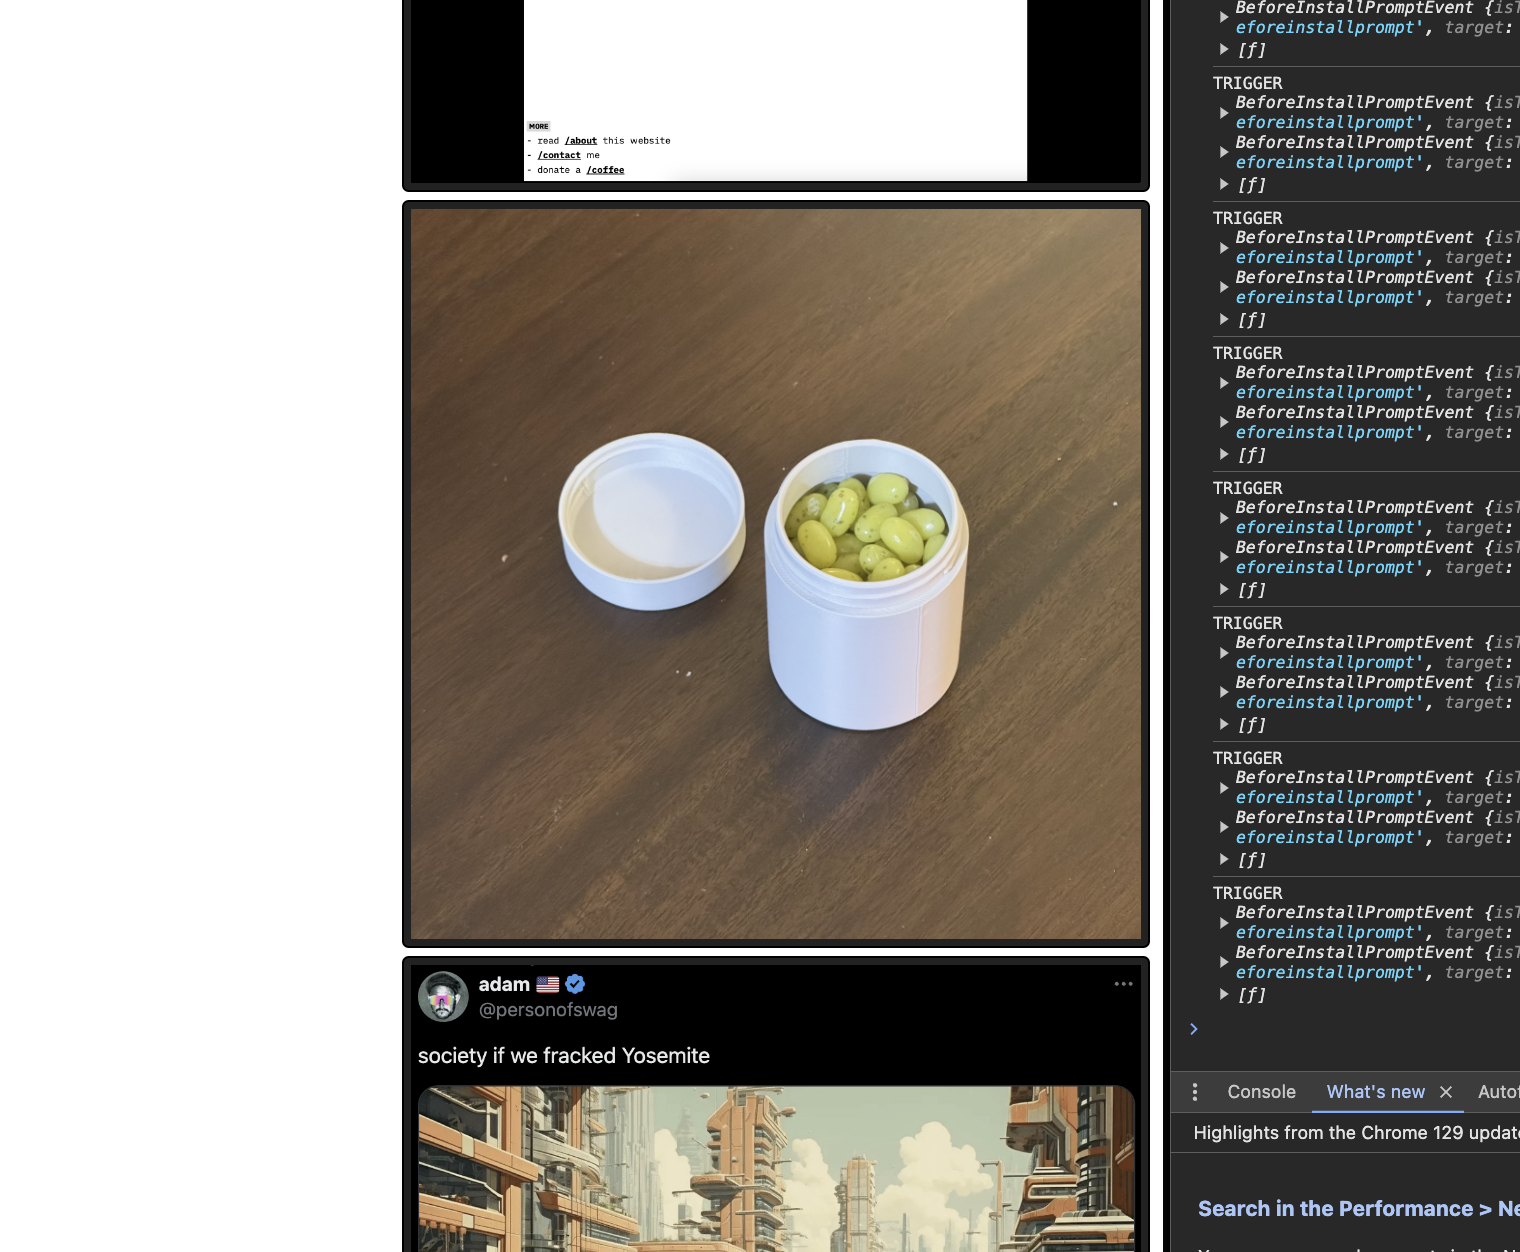 MORE
- read /about this website
- /contact me
- donate a /coffee
adam
@personofswag
society if we fracked Yosemite
BeforeInstallPromptEvent {isT
eforeinstallprompt', target:
[f]
TRIGGER
BeforeInstallPromptEvent {isT
eforeinstallprompt', target:
BeforeInstallPromptEvent {isT
eforeinstallprompt', target:
[f]
TRIGGER
BeforeInstallPromptEvent {isT
eforeinstallprompt', target:
BeforeInstallPromptEvent {isT
eforeinstallprompt', target:
[f]
TRIGGER
BeforeInstallPromptEvent {isT
eforeinstallprompt', target:
BeforeInstallPromptEvent {isT
eforeinstallprompt', target:
[f]
TRIGGER
BeforeInstallPromptEvent {isT
eforeinstallprompt', target:
BeforeInstallPromptEvent {isT
eforeinstallprompt', target:
[f]
TRIGGER
BeforeInstallPromptEvent {isT
eforeinstallprompt', target:
BeforeInstallPromptEvent {isT
eforeinstallprompt', target:
[f]
TRIGGER
BeforeInstallPromptEvent {isT
eforeinstallprompt', target:
BeforeInstallPromptEvent {isT
eforeinstallprompt', target:
[f]
TRIGGER
BeforeInstallPromptEvent {isT
eforeinstallprompt', target:
BeforeInstallPromptEvent {isT
eforeinstallprompt', target:
[f]
Console What's new Autof
Highlights from the Chrome 129 update
Search in the Performance > Ne